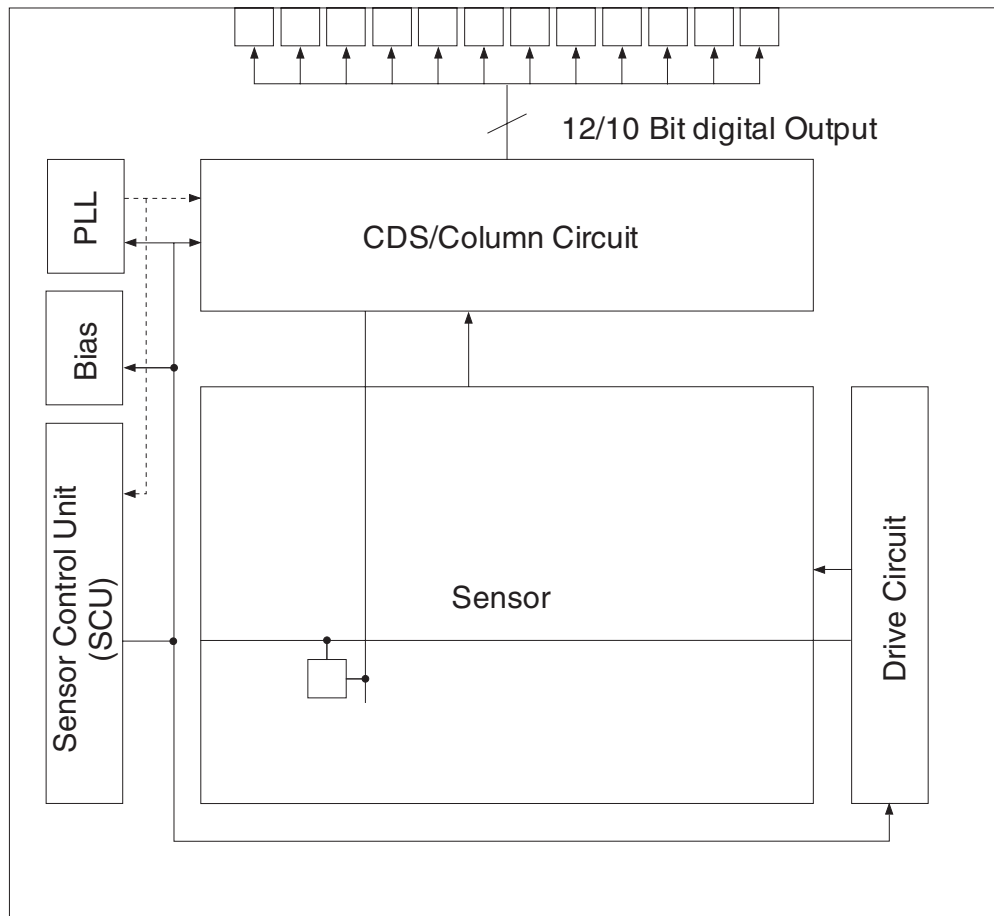 12/10 Bit digital Output
PLL
CDS/Column Circuit
Bias
Sensor Control Unit
(SCU)
Sensor
Drive Circuit